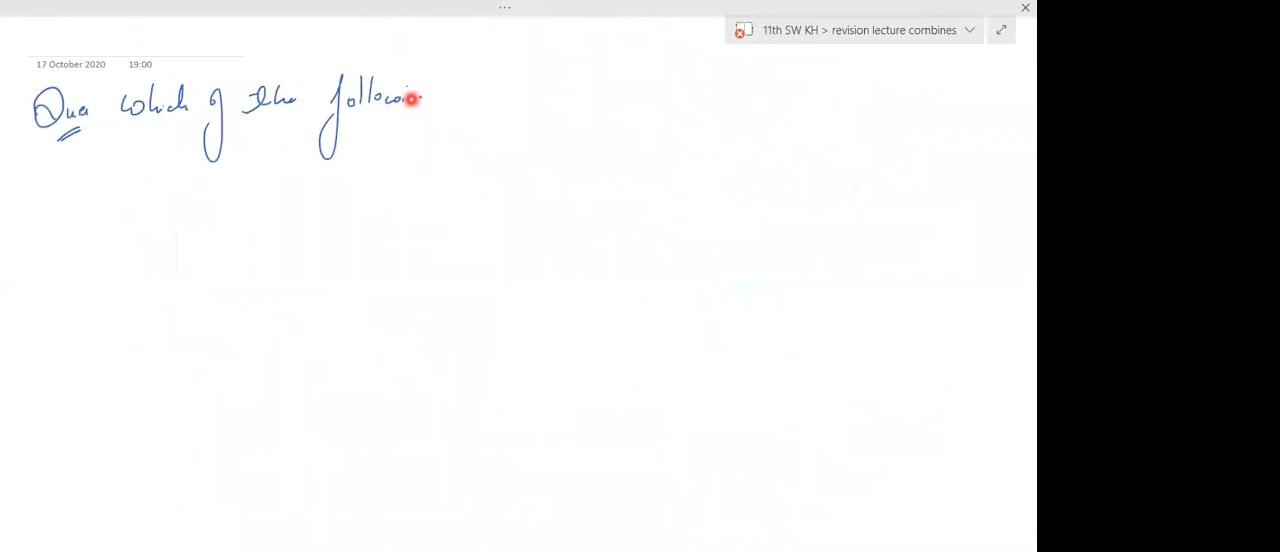 11th SW KH > revision lecture combines
17 October 2020 19:00
Que which of the followi